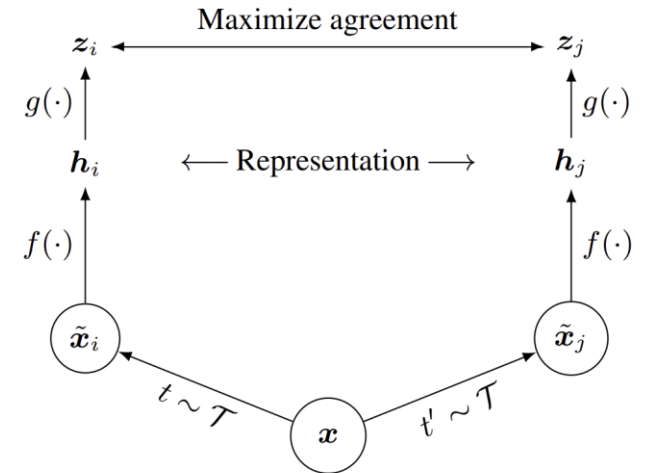 Maximize agreement
z_i z_j
g(·) g(·)
h_i ← Representation → h_j
f(·) f(·)
x̃_i x̃_j
t ~ 𝒯 t' ~ 𝒯
x